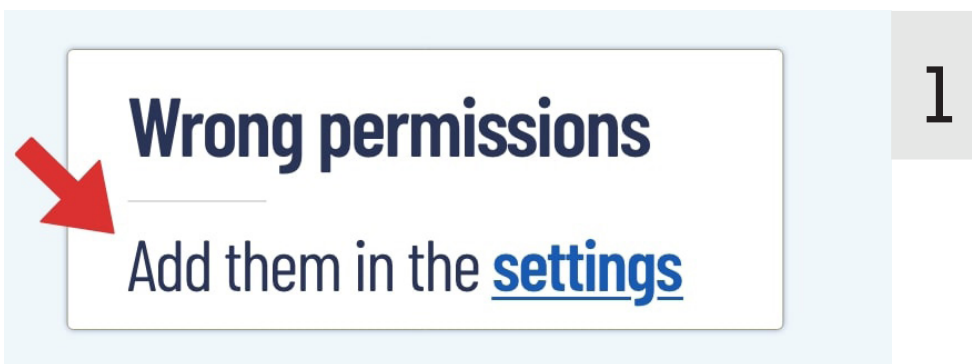 Wrong permissions
Add them in the settings
1